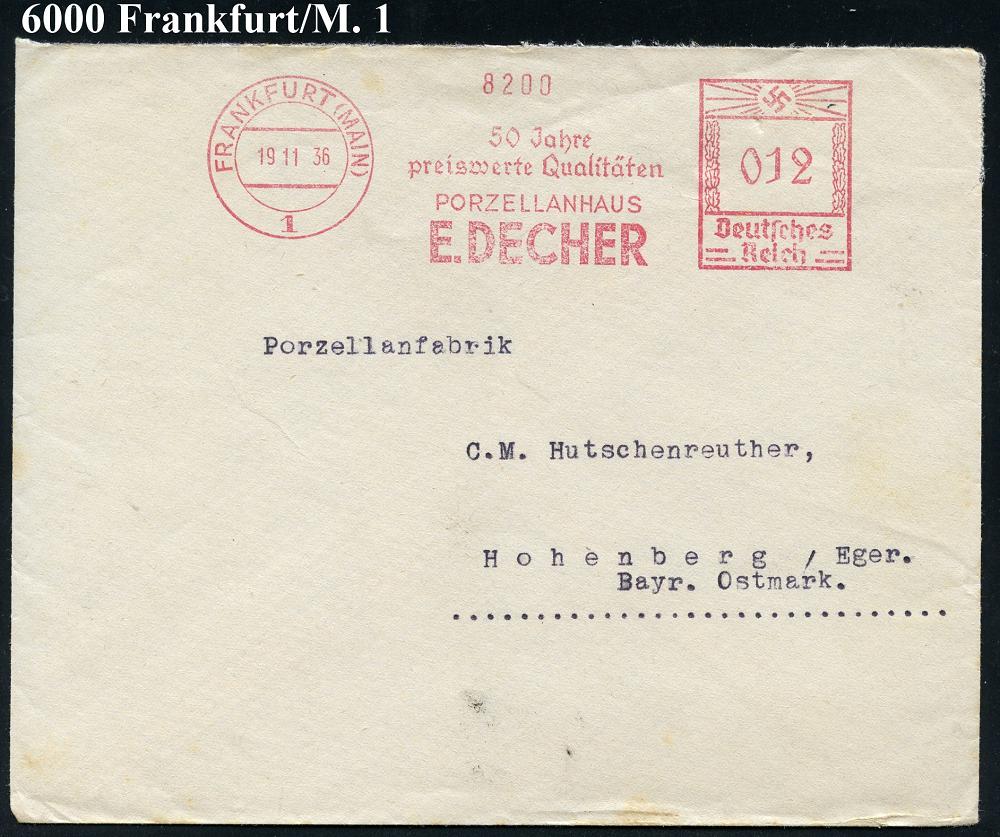 6000 Frankfurt/M. 1
FRANKFURT (MAIN)
19 11 36
1
8200
50 Jahre
preiswerte Qualitäten
PORZELLANHAUS
E.DECHER
012
Deutsches
Reich
Porzellanfabrik
C.M. Hutschenreuther,
Hohenberg / Eger.
Bayr. Ostmark.